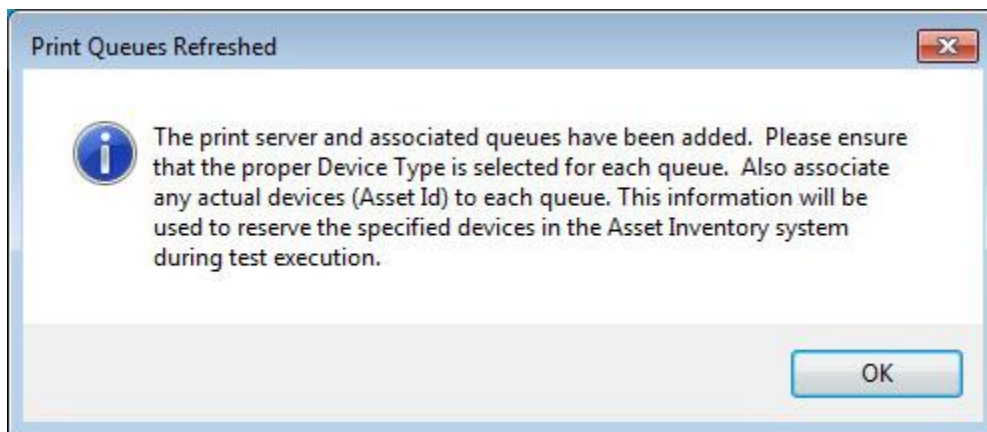 Print Queues Refreshed
The print server and associated queues have been added.  Please ensure
that the proper Device Type is selected for each queue.  Also associate
any actual devices (Asset Id) to each queue. This information will be
used to reserve the specified devices in the Asset Inventory system
during test execution.
OK